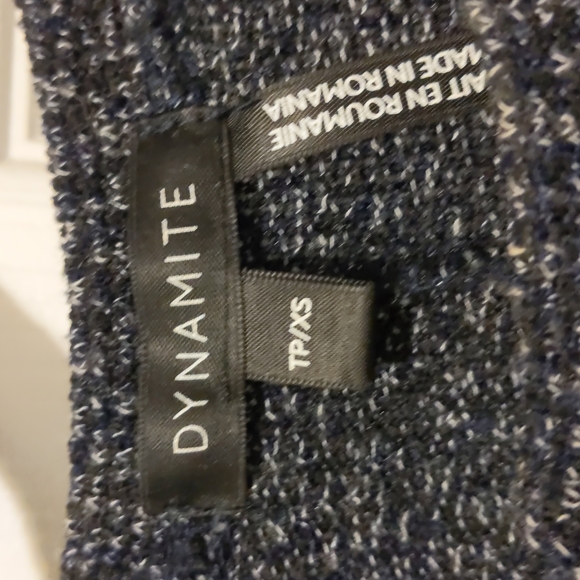 DYNAMITE
TP/XS
AIT EN ROUMANIE
MADE IN ROMANIA